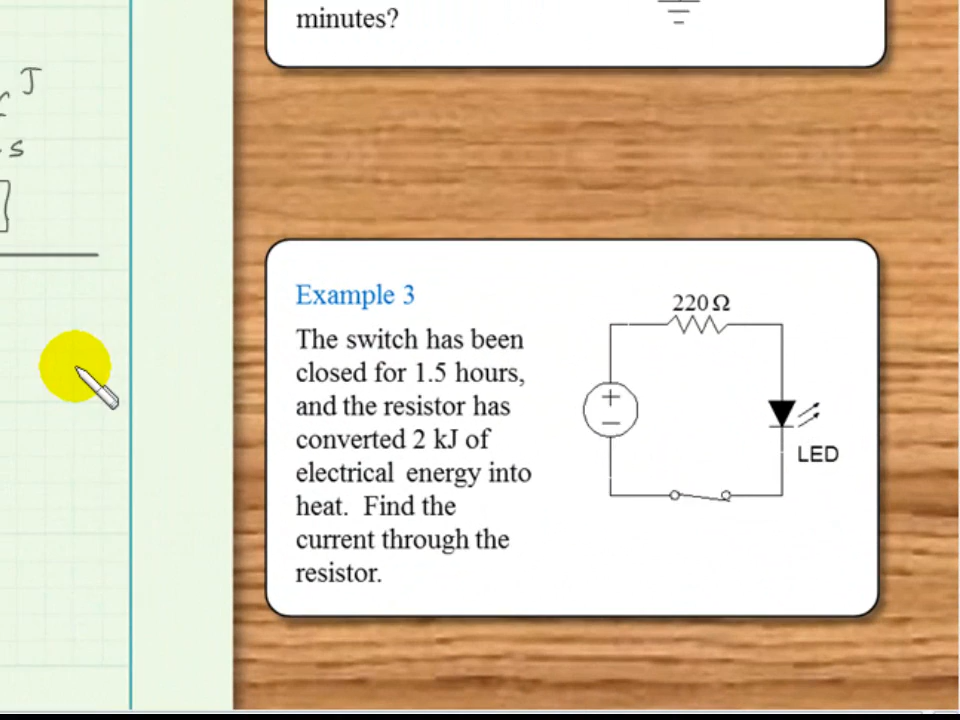 minutes?
J
s
Example 3
220Ω
The switch has been
closed for 1.5 hours,
and the resistor has
converted 2 kJ of
electrical energy into
heat. Find the
current through the
resistor.
+
−
LED